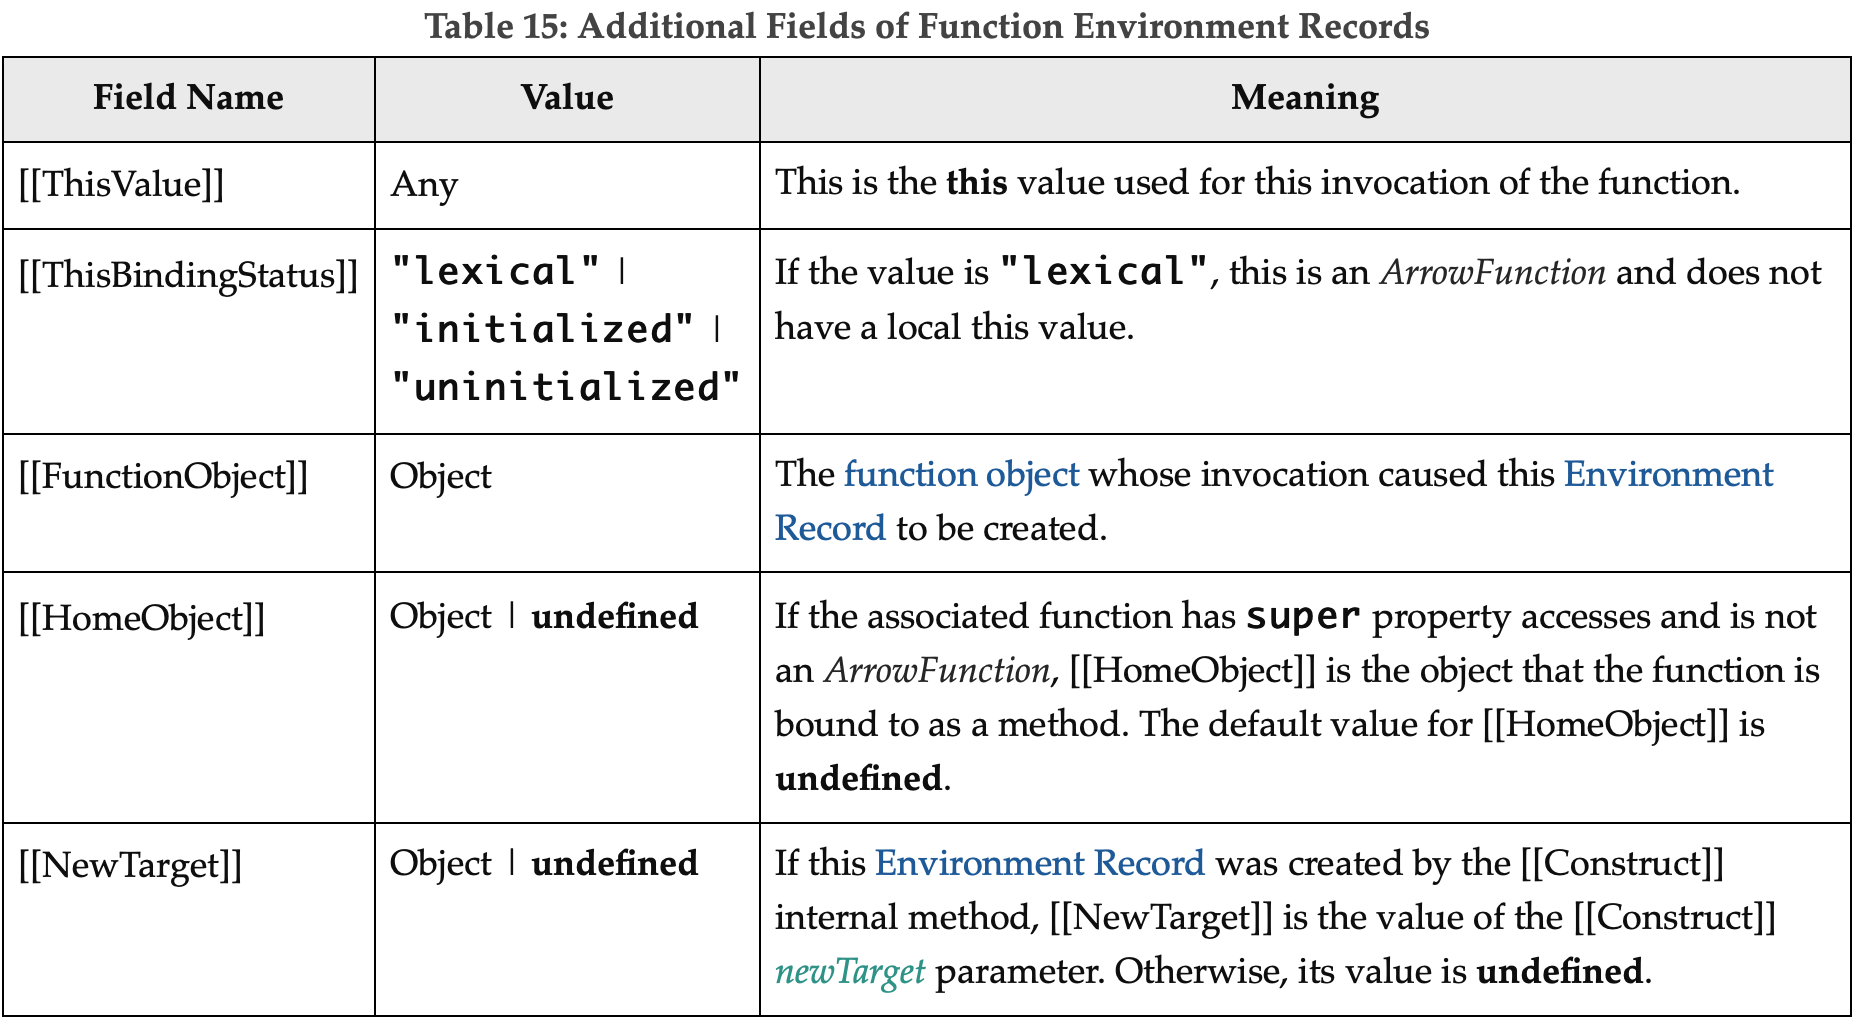 Table 15: Additional Fields of Function Environment Records
Field Name Value Meaning
[[ThisValue]] Any This is the this value used for this invocation of the function.
[[ThisBindingStatus]] "lexical" | If the value is "lexical", this is an ArrowFunction and does not
"initialized" | have a local this value.
"uninitialized"
[[FunctionObject]] Object The function object whose invocation caused this Environment
Record to be created.
[[HomeObject]] Object | undefined If the associated function has super property accesses and is not
an ArrowFunction, [[HomeObject]] is the object that the function is
bound to as a method. The default value for [[HomeObject]] is
undefined.
[[NewTarget]] Object | undefined If this Environment Record was created by the [[Construct]]
internal method, [[NewTarget]] is the value of the [[Construct]]
newTarget parameter. Otherwise, its value is undefined.